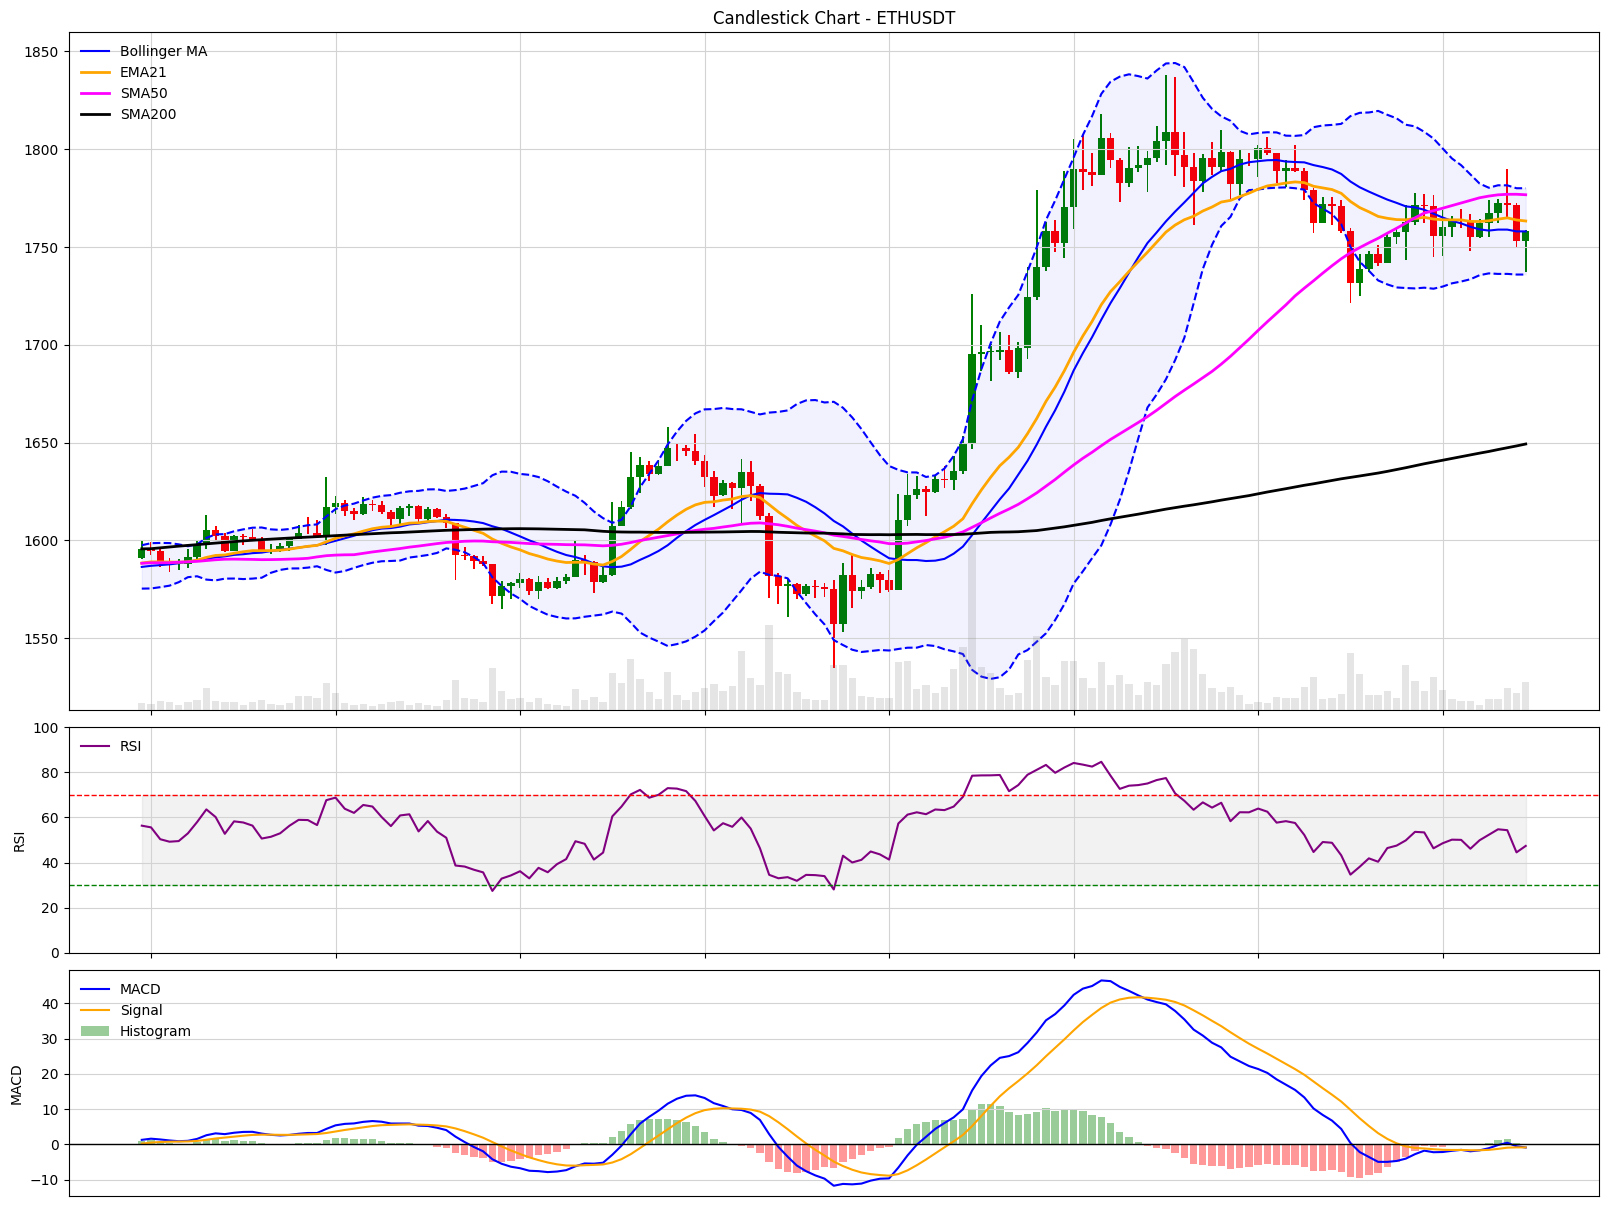 Candlestick Chart - ETHUSDT
Bollinger MA
EMA21
SMA50
SMA200
1850
1800
1750
1700
1650
1600
1550
RSI
100
80
60
40
20
0
RSI
MACD
Signal
Histogram
40
30
20
10
0
−10
MACD